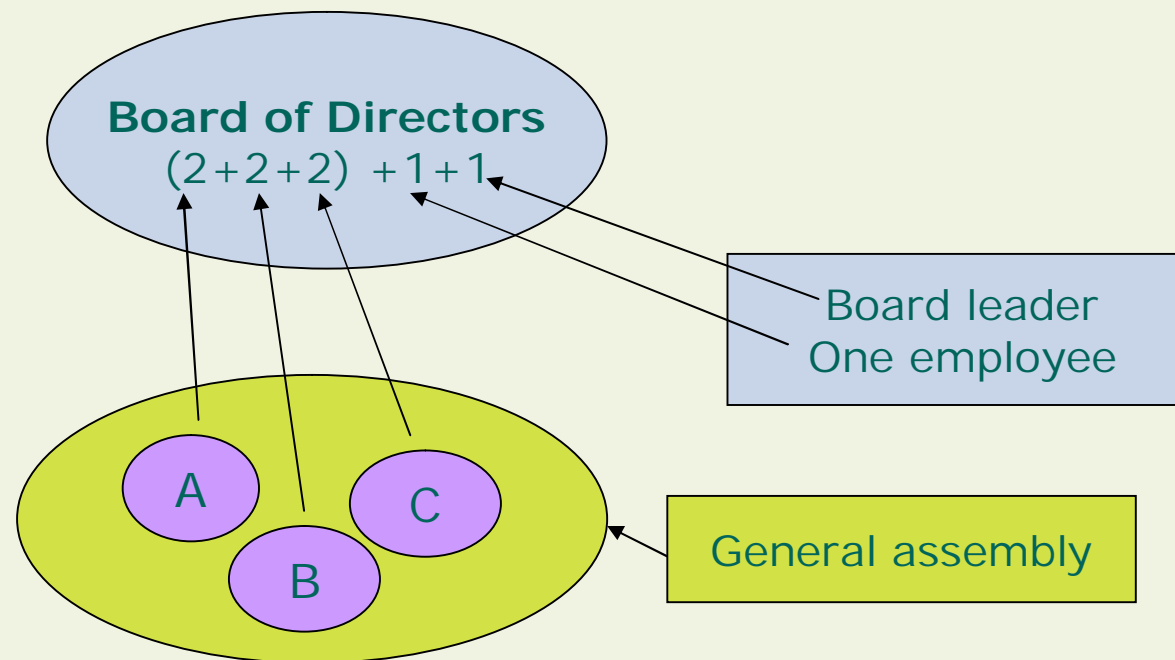 Board of Directors
(2+2+2) +1+1
Board leader
One employee
A
C
B
General assembly